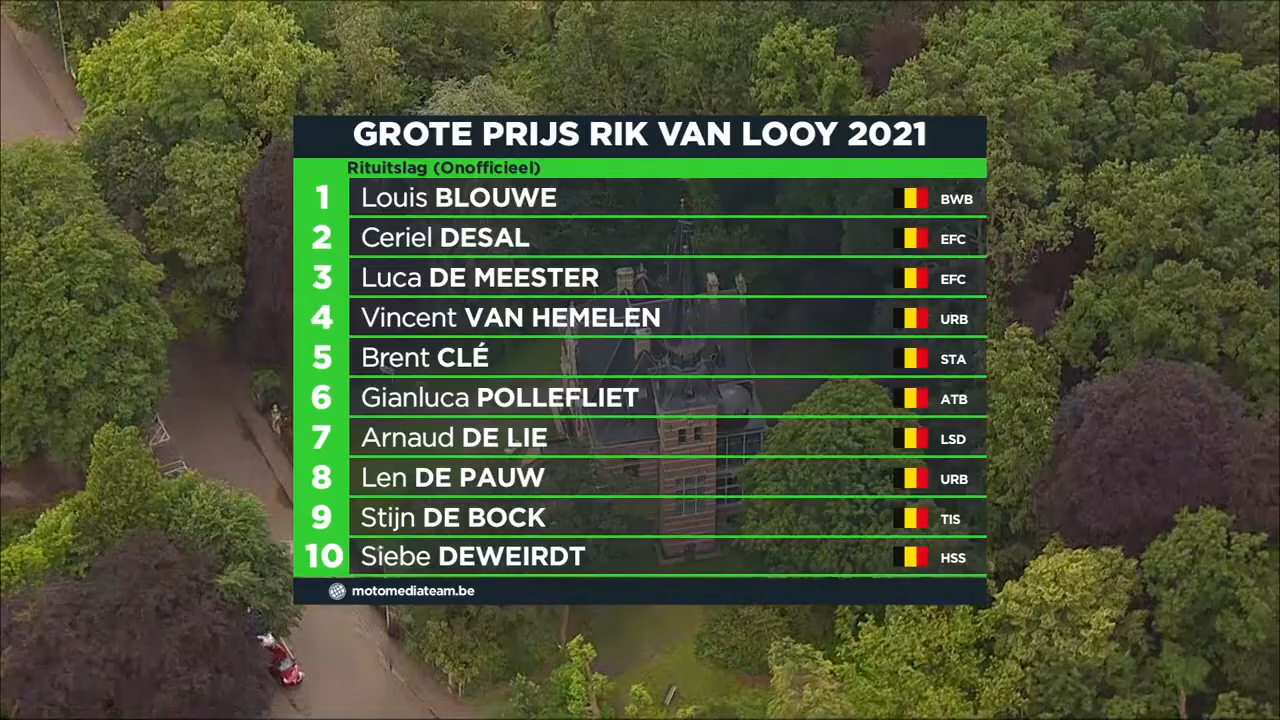 GROTE PRIJS RIK VAN LOOY 2021
Rituitslag (Onofficieel)
1 Louis BLOUWE BWB
2 Ceriel DESAL EFC
3 Luca DE MEESTER EFC
4 Vincent VAN HEMELEN URB
5 Brent CLÉ STA
6 Gianluca POLLEFLIET ATB
7 Arnaud DE LIE LSD
8 Len DE PAUW URB
9 Stijn DE BOCK TIS
10 Siebe DEWEIRDT HSS
motomediateam.be